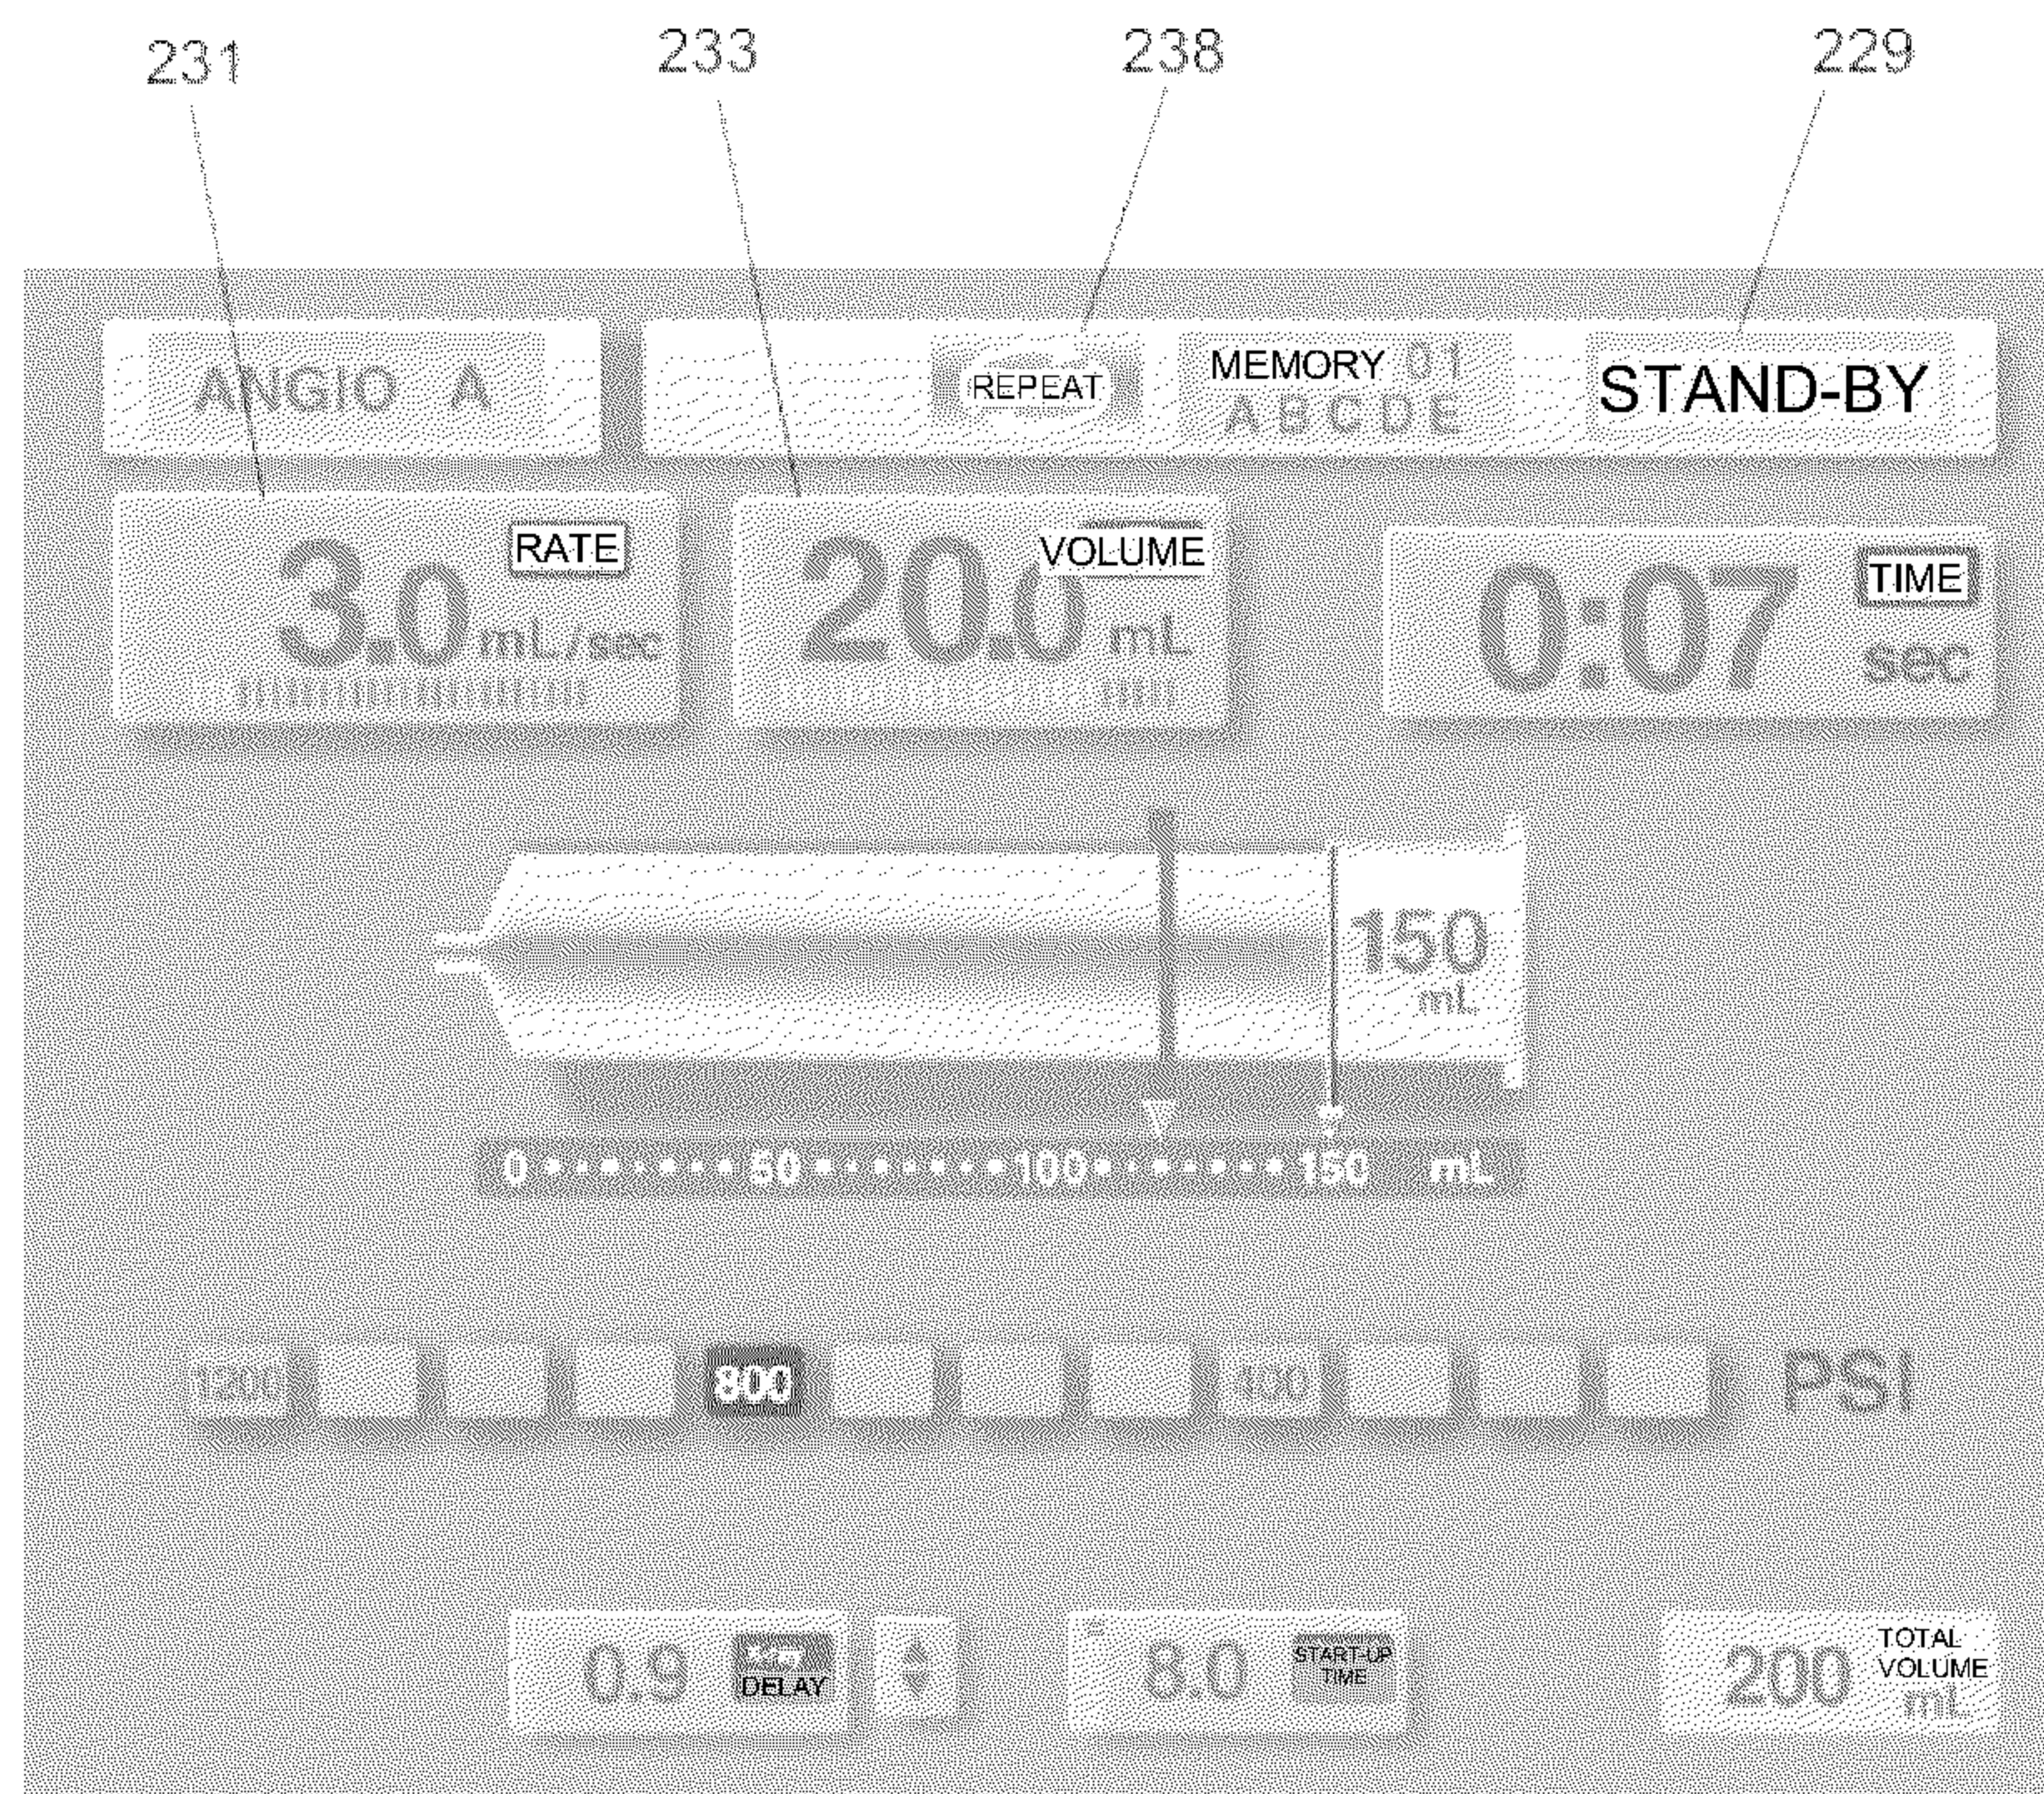 231 233 238 229
ANGIO A
REPEAT
MEMORY 01
A B C D E
STAND-BY
3.0 mL/sec RATE
20.0 mL VOLUME
0:07 sec TIME
150
mL
0 50 100 150 mL
1200 800 400 PSI
0.9
DELAY
8.0
START-UP
TIME
200
TOTAL
VOLUME
mL